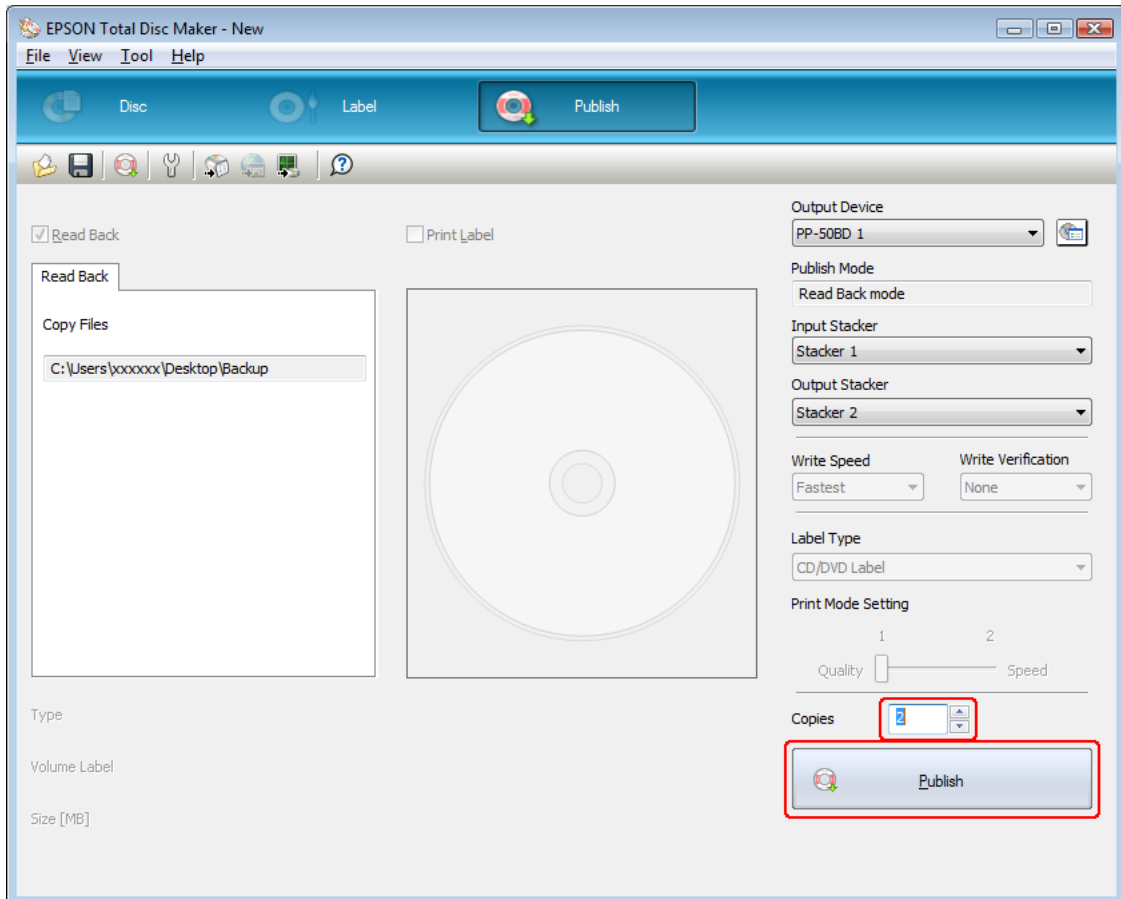 EPSON Total Disc Maker - New
File View Tool Help
Disc Label Publish
Read Back
Print Label
Read Back
Copy Files
C:\Users\xxxxxx\Desktop\Backup
Type
Volume Label
Size [MB]
Output Device
PP-50BD 1
Publish Mode
Read Back mode
Input Stacker
Stacker 1
Output Stacker
Stacker 2
Write Speed Write Verification
Fastest None
Label Type
CD/DVD Label
Print Mode Setting
1 2
Quality Speed
Copies 2
Publish